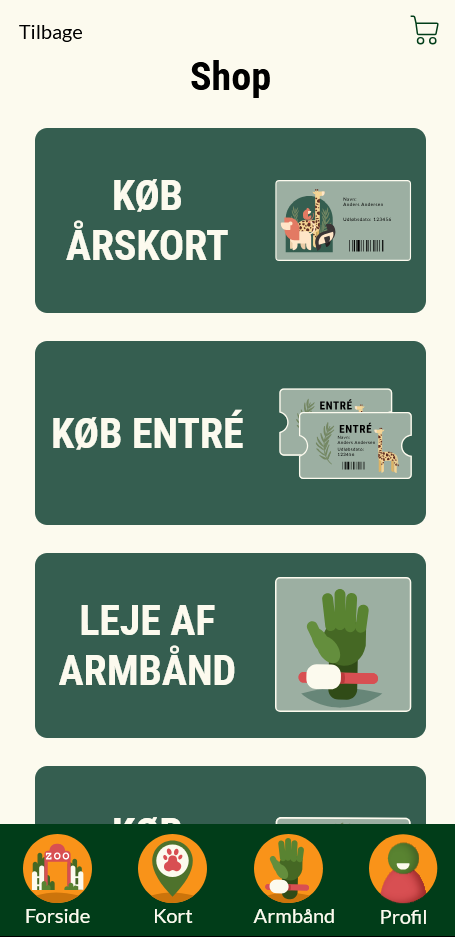 Tilbage
Shop
KØB
ÅRSKORT
Navn:
Anders Andersen
Udløbsdato: 123456
KØB ENTRÉ
ENTRÉ
ENTRÉ
Navn:
Anders Andersen
Udløbsdato:
123456
LEJE AF
ARMBÅND
KØB
ZOO
Forside
Kort
Armbånd
Profil